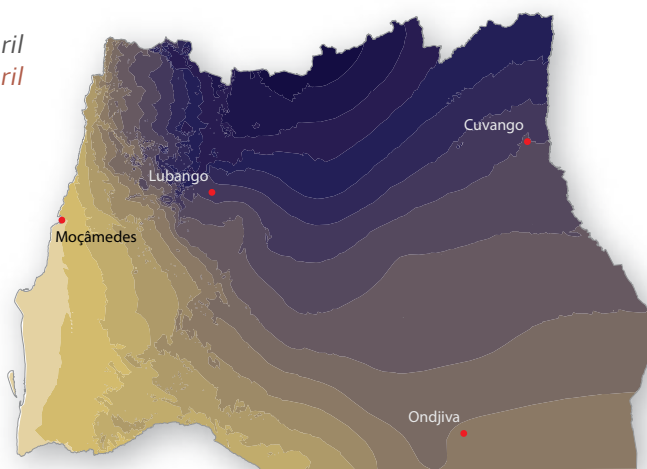 ril
ril
Cuvango
Lubango
Moçâmedes
Ondjiva